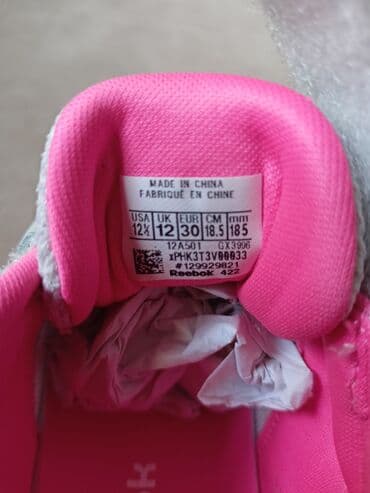 MADE IN CHINA
FABRIQUÉ EN CHINE
USA UK EUR CM mm
12½ 12 30 18.5 185
12A501 GX3996
xPHK3T3V00033
#129929821
Reebok 422